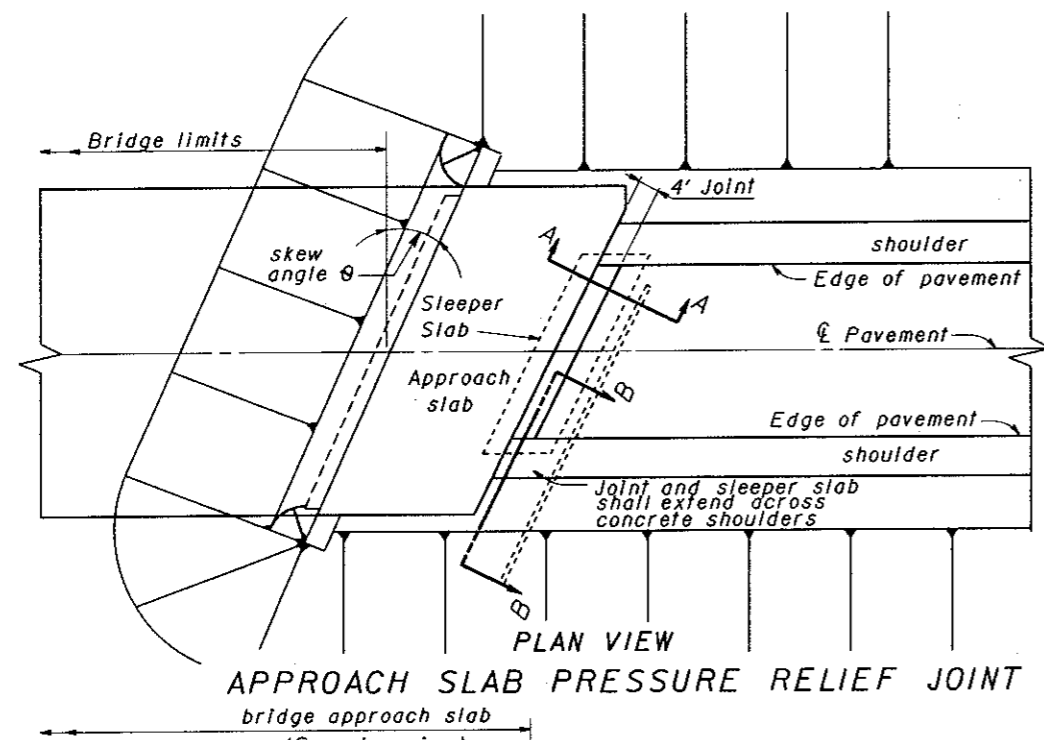 Bridge limits
4' Joint
A
shoulder
skew
angle θ
Edge of pavement
Sleeper
Slab
A
℄ Pavement
Approach
slab
B
Edge of pavement
shoulder
Joint and sleeper slab
shall extend across
concrete shoulders
B
PLAN VIEW
APPROACH SLAB PRESSURE RELIEF JOINT
bridge approach slab